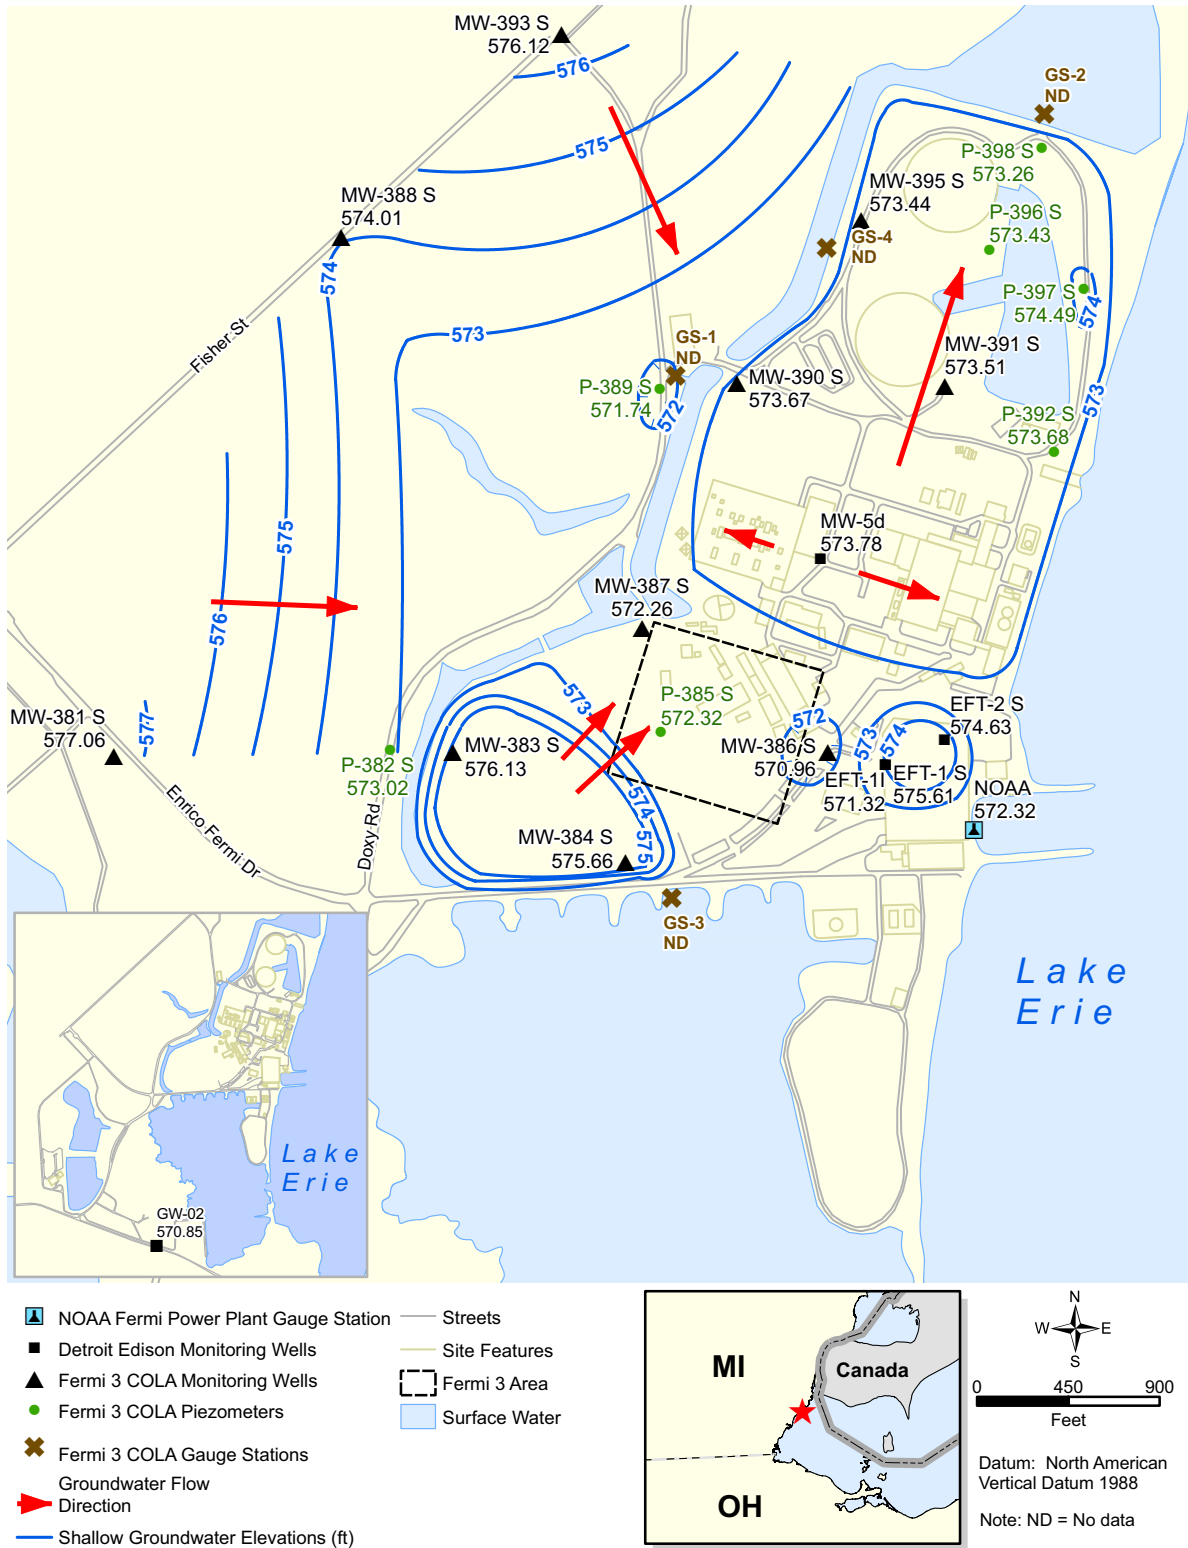 MW-393 S
576.12
576
GS-2
ND
575
P-398 S
573.26
MW-395 S
573.44
MW-388 S
574.01
P-396 S
573.43
GS-4
ND
574
P-397 S
574.49
574
Fisher St
573
GS-1
ND
MW-391 S
573.51
P-389 S
571.74
MW-390 S
573.67
572
573
P-392 S
573.68
575
MW-5d
573.78
MW-387 S
572.26
576
573
P-385 S
572.32
EFT-2 S
574.63
MW-381 S
577.06
577
572
573
574
MW-383 S
576.13
MW-386 S
570.96
P-382 S
573.02
EFT-1I
571.32
EFT-1 S
575.61
NOAA
572.32
Enrico Fermi Dr
Doxy Rd
574
MW-384 S
575.66
575
GS-3
ND
Lake
Erie
Lake
Erie
GW-02
570.85
NOAA Fermi Power Plant Gauge Station
Detroit Edison Monitoring Wells
Fermi 3 COLA Monitoring Wells
Fermi 3 COLA Piezometers
Fermi 3 COLA Gauge Stations
Groundwater Flow
Direction
Shallow Groundwater Elevations (ft)
Streets
Site Features
Fermi 3 Area
Surface Water
MI
Canada
OH
N
W E
S
0 450 900
Feet
Datum: North American
Vertical Datum 1988
Note: ND = No data